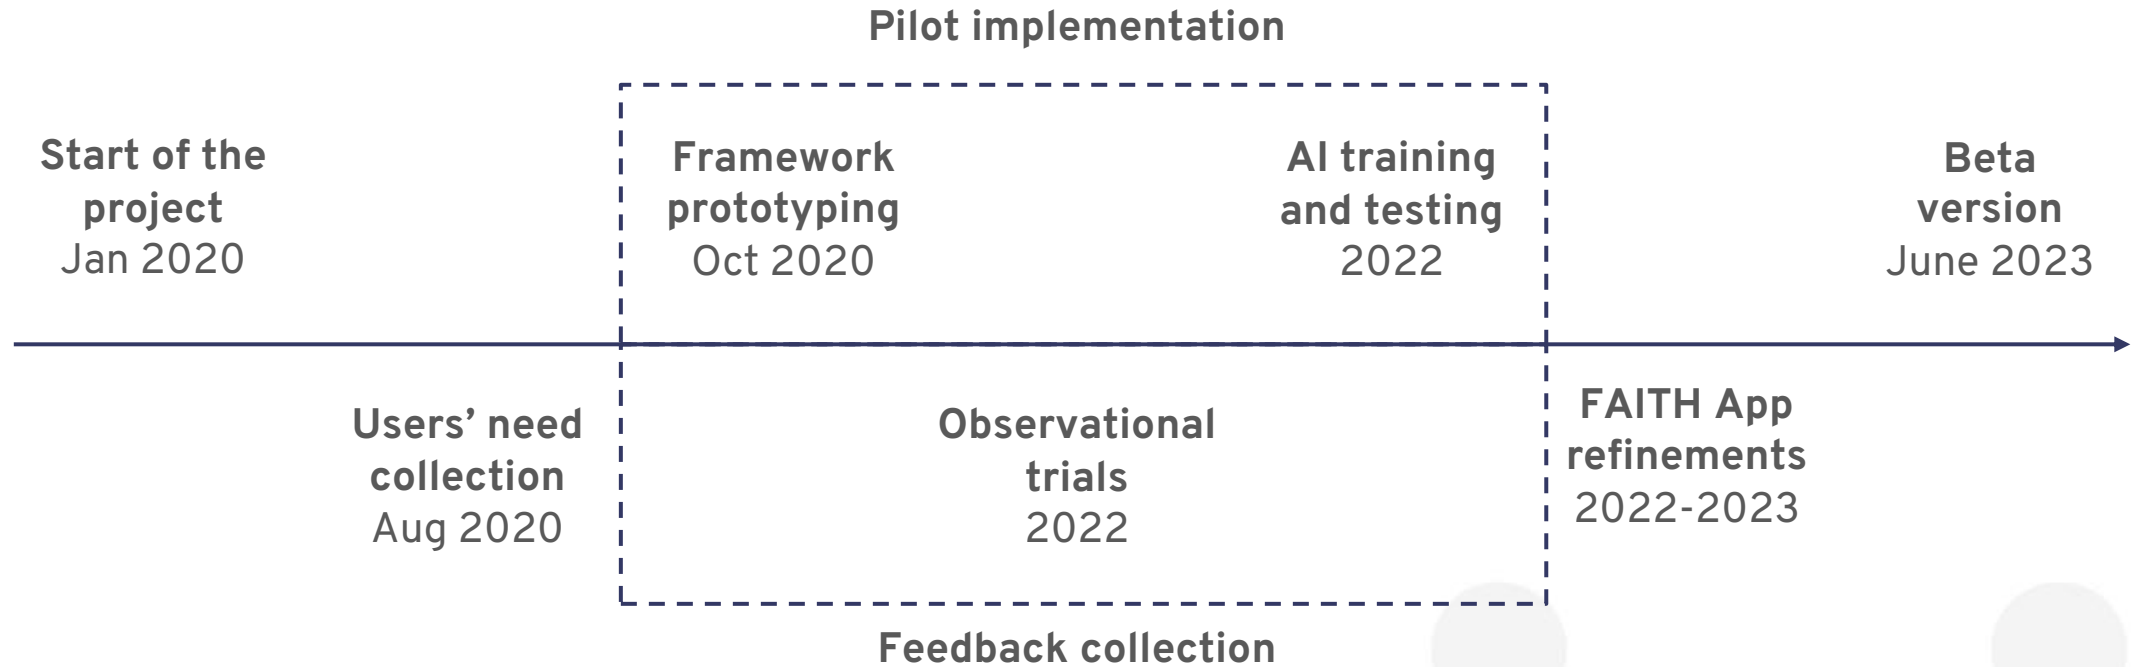 Pilot implementation
Start of the
project
Jan 2020
Framework
prototyping
Oct 2020
AI training
and testing
2022
Beta
version
June 2023
Users’ need
collection
Aug 2020
Observational
trials
2022
FAITH App
refinements
2022-2023
Feedback collection